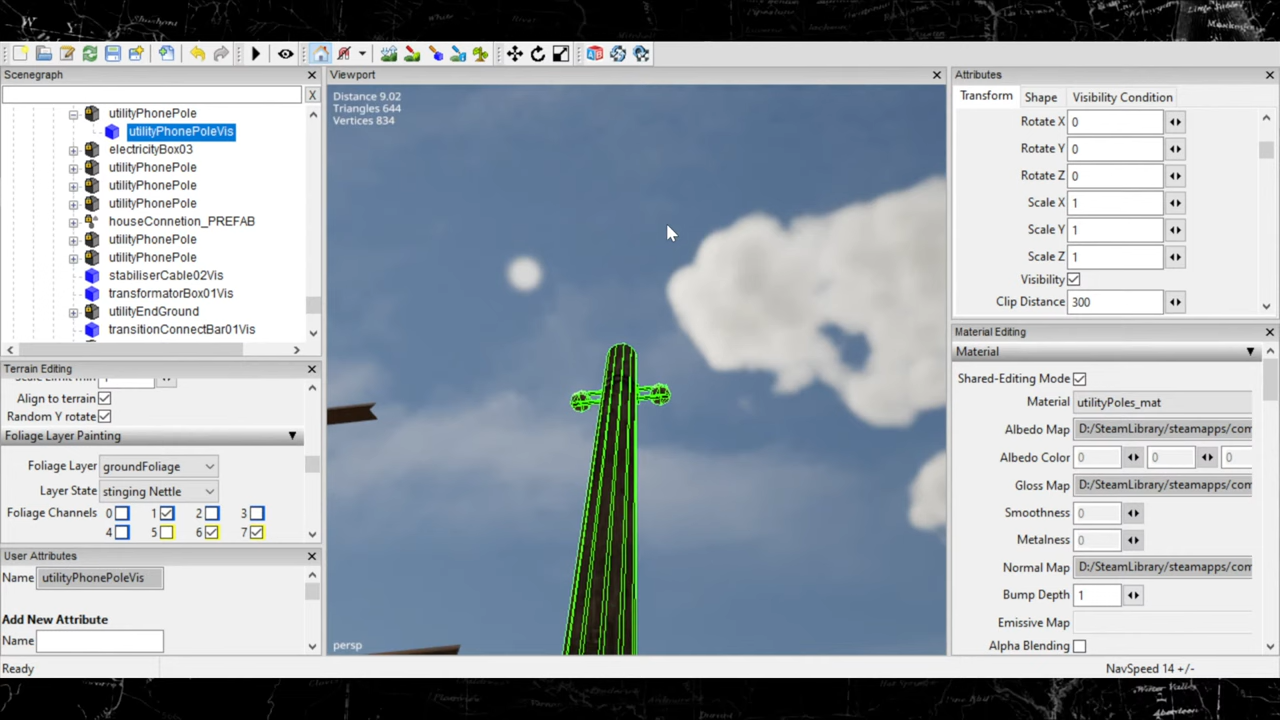 Scenegraph
X
utilityPhonePole
utilityPhonePoleVis
electricityBox03
utilityPhonePole
utilityPhonePole
utilityPhonePole
houseConnetion_PREFAB
utilityPhonePole
utilityPhonePole
stabiliserCable02Vis
transformatorBox01Vis
utilityEndGround
transitionConnectBar01Vis
Terrain Editing
Align to terrain
Random Y rotate
Foliage Layer Painting
Foliage Layer groundFoliage
Layer State stinging Nettle
Foliage Channels 0 1 2 3
4 5 6 7
User Attributes
Name utilityPhonePoleVis
Add New Attribute
Name
Ready
Viewport
Distance 9.02
Triangles 644
Vertices 834
persp
Attributes
Transform Shape Visibility Condition
Rotate X 0
Rotate Y 0
Rotate Z 0
Scale X 1
Scale Y 1
Scale Z 1
Visibility
Clip Distance 300
Material Editing
Material
Shared-Editing Mode
Material utilityPoles_mat
Albedo Map D:/SteamLibrary/steamapps/com
Albedo Color 0 0 0
Gloss Map D:/SteamLibrary/steamapps/com
Smoothness 0
Metalness 0
Normal Map D:/SteamLibrary/steamapps/com
Bump Depth 1
Emissive Map
Alpha Blending
NavSpeed 14 +/-